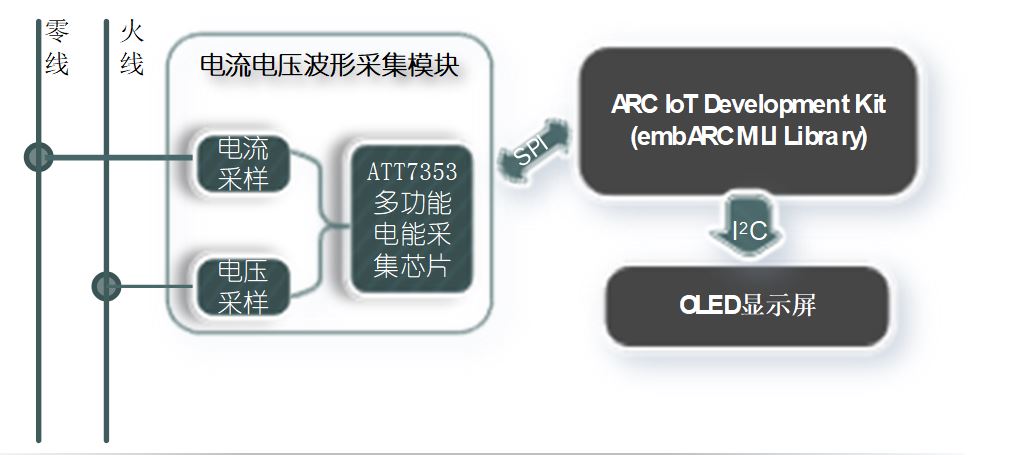 零线
火线
电流电压波形采集模块
电流
采样
ATT7353
多功能
电能采
集芯片
电压
采样
SPI
ARC IoT Development Kit
(embARC MLI Library)
I²C
OLED显示屏